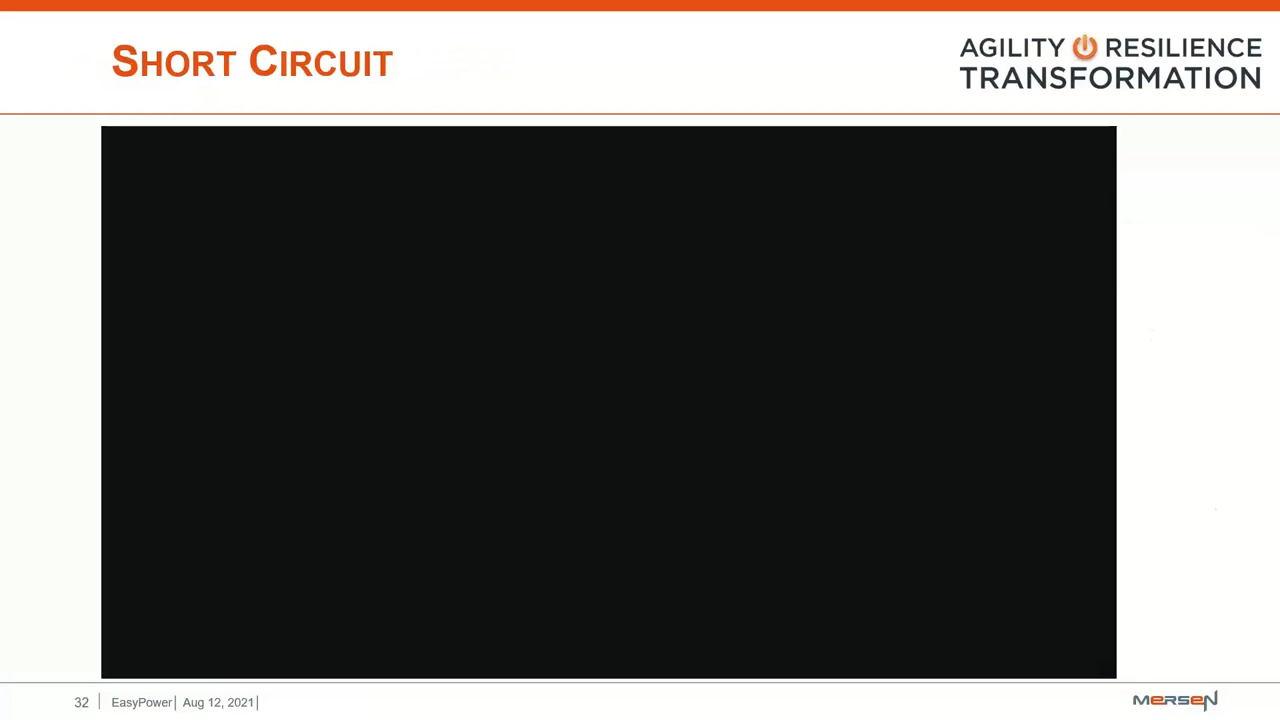 SHORT CIRCUIT
AGILITY RESILIENCE
TRANSFORMATION
32 | EasyPower| Aug 12, 2021|
MERSEN